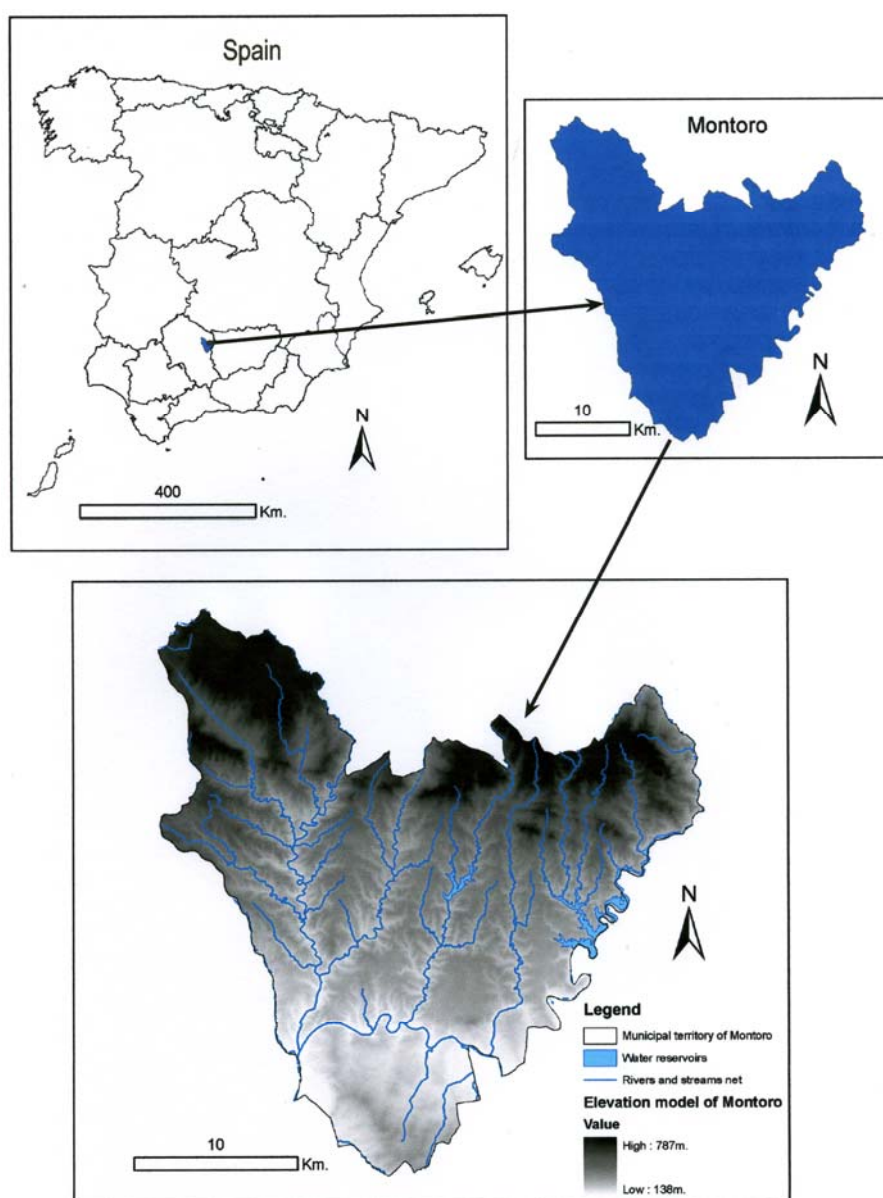 Spain
N
400
Km.
Montoro
N
10
Km.
N
Legend
Municipal territory of Montoro
Water reservoirs
Rivers and streams net
Elevation model of Montoro
Value
High : 787m.
Low : 138m.
10
Km.